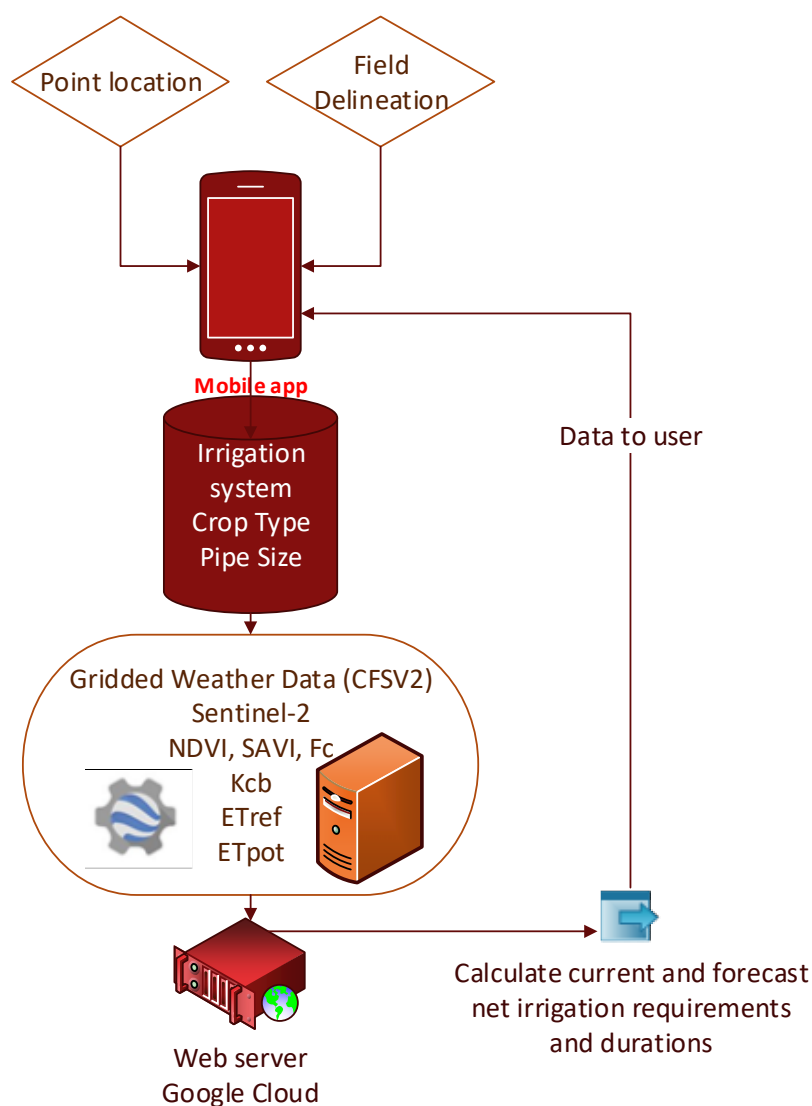 Point location
Field
Delineation
Mobile app
Irrigation
system
Crop Type
Pipe Size
Data to user
Gridded Weather Data (CFSV2)
Sentinel-2
NDVI, SAVI, Fc
Kcb
ETref
ETpot
Calculate current and forecast
net irrigation requirements
and durations
Web server
Google Cloud